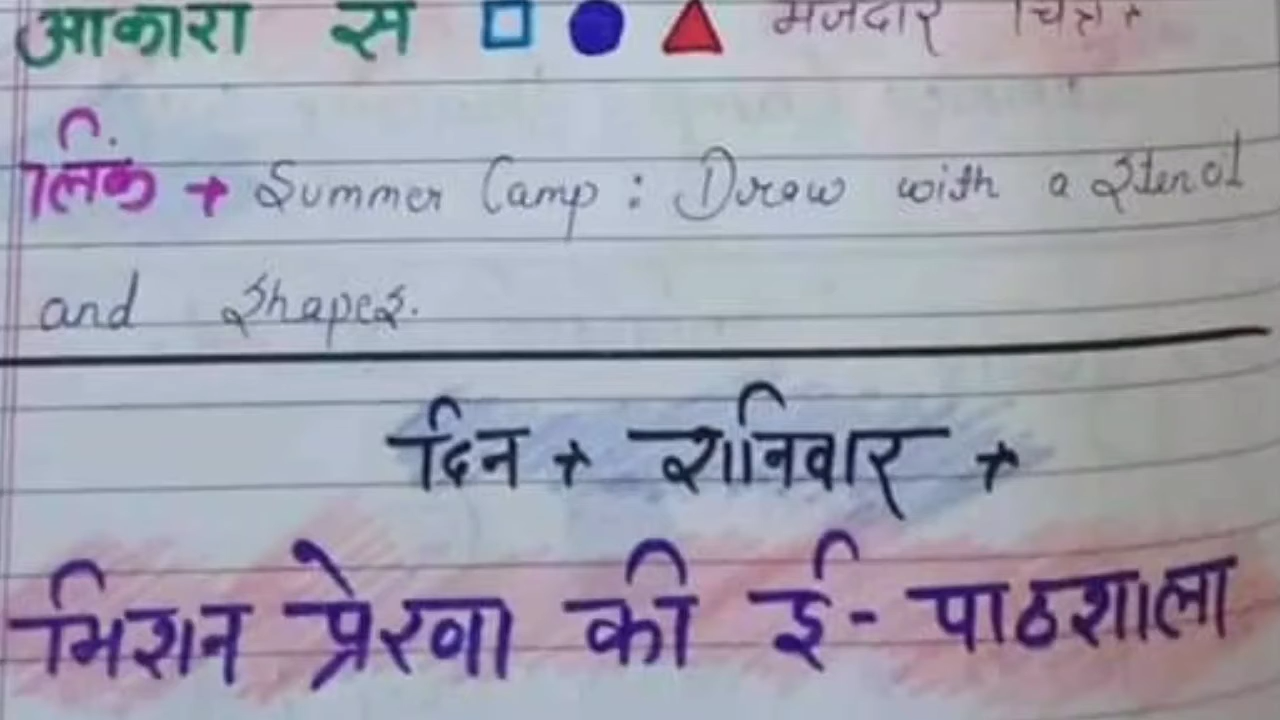 आकारों से मजेदार चित्र →
लिंक → Summer Camp: Draw with a Stencil
and Shapes.
दिन → शनिवार →
मिशन प्रेरणा की ई-पाठशाला